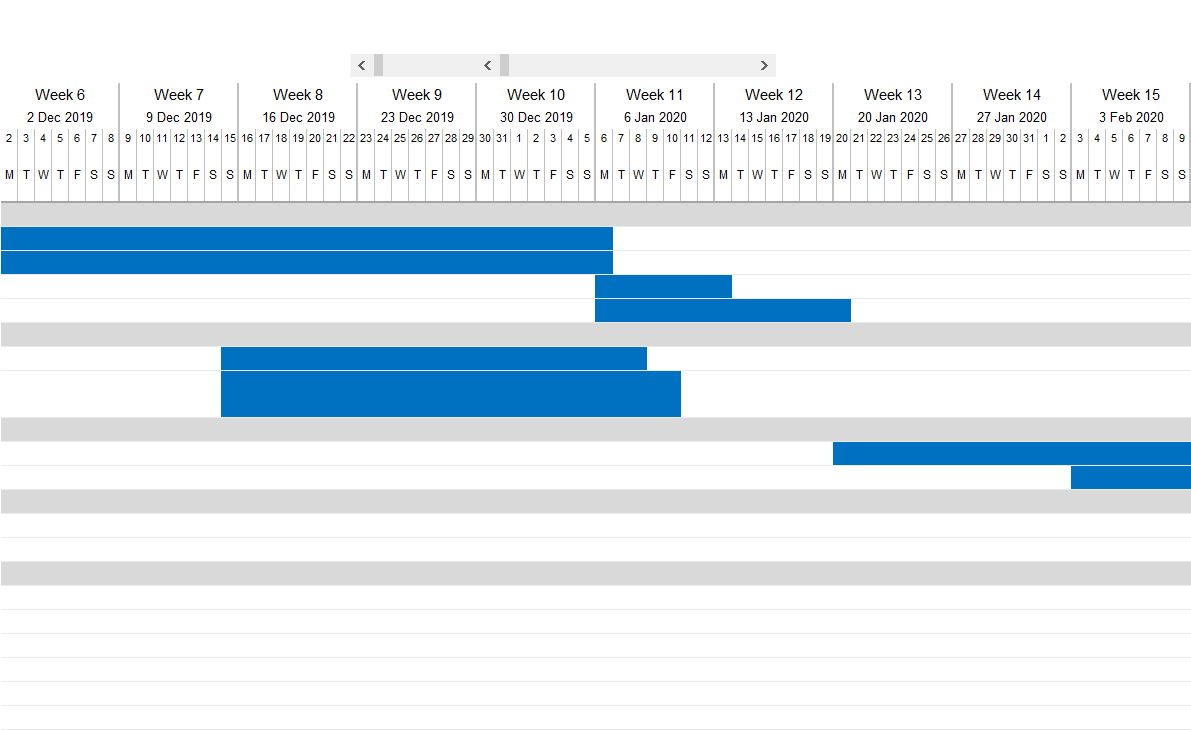 Week 6 Week 7 Week 8 Week 9 Week 10 Week 11 Week 12 Week 13 Week 14 Week 15
2 Dec 2019 9 Dec 2019 16 Dec 2019 23 Dec 2019 30 Dec 2019 6 Jan 2020 13 Jan 2020 20 Jan 2020 27 Jan 2020 3 Feb 2020
2 3 4 5 6 7 8 9 10 11 12 13 14 15 16 17 18 19 20 21 22 23 24 25 26 27 28 29 30 31 1 2 3 4 5 6 7 8 9 10 11 12 13 14 15 16 17 18 19 20 21 22 23 24 25 26 27 28 29 30 31 1 2 3 4 5 6 7 8 9
M T W T F S S M T W T F S S M T W T F S S M T W T F S S M T W T F S S M T W T F S S M T W T F S S M T W T F S S M T W T F S S M T W T F S S